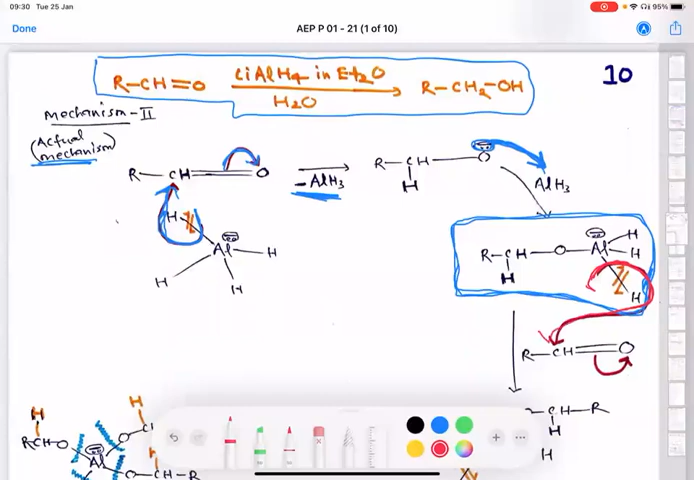 09:30 Tue 25 Jan
95%
Done
AEP P 01 - 21 (1 of 10)
R-CH=O LiAlH4 in Et2O R-CH2-OH
H2O
10
Mechanism-II
(Actual
mechanism)
R-CH=O -AlH3 R-CH-O
H
AlH3
H
Al H
H H
R-CH-O-Al H
H
H
H
R-CH=O
H
H
RCH-O
Al
O
O-CH-R
-CH-R
H
H